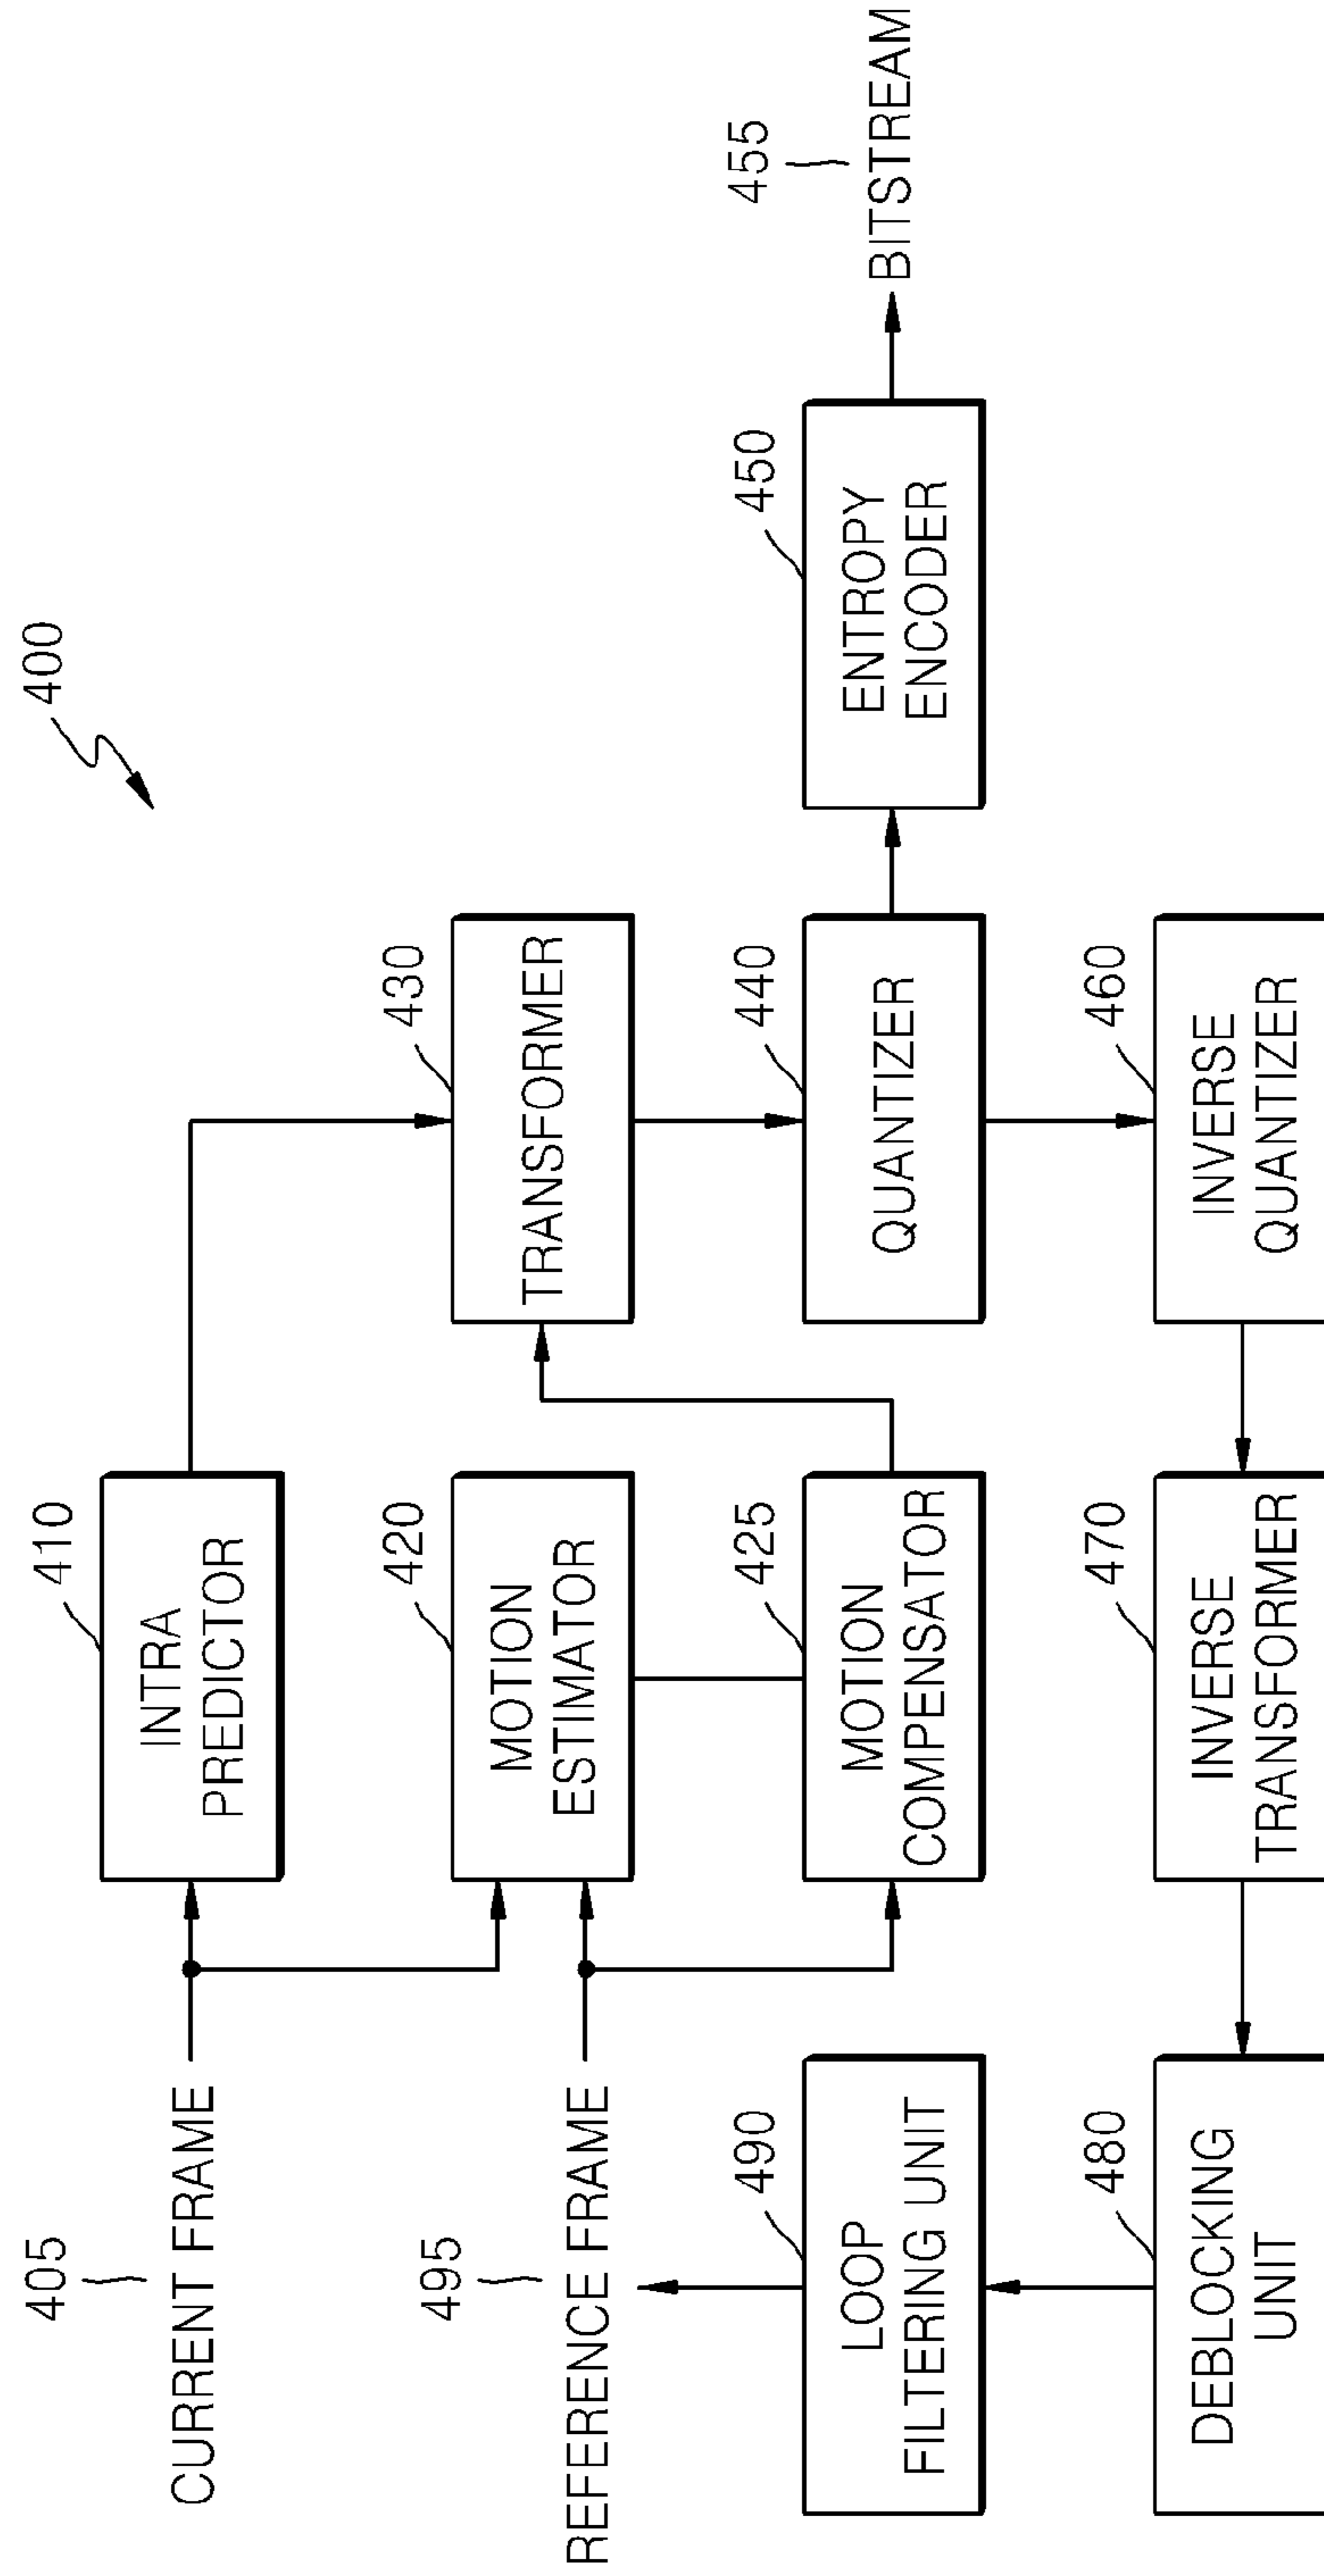 400
405
CURRENT FRAME
410
INTRA
PREDICTOR
495
REFERENCE FRAME
420
MOTION
ESTIMATOR
430
TRANSFORMER
490
LOOP
FILTERING UNIT
425
MOTION
COMPENSATOR
440
QUANTIZER
450
ENTROPY
ENCODER
455
BITSTREAM
480
DEBLOCKING
UNIT
470
INVERSE
TRANSFORMER
460
INVERSE
QUANTIZER